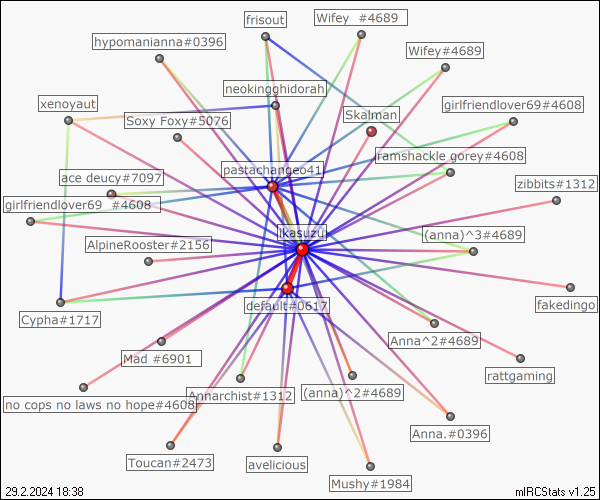 frisout
Wifey #4689
hypomanianna#0396
Wifey#4689
neokingghidorah
xenoyaut
girlfriendlover69#4608
Skalman
Soxy Foxy#5076
ramshackle gorey#4608
pastachangeo41
ace deucy#7097
zibbits#1312
girlfriendlover69 #4608
ikasuzu
(anna)^3#4689
AlpineRooster#2156
fakedingo
default#0617
Cypha#1717
Anna^2#4689
Mad #6901
rattgaming
Annarchist#1312
(anna)^2#4689
no cops no laws no hope#4608
Anna.#0396
Toucan#2473
avelicious
Mushy#1984
29.2.2024 18:38
mIRCStats v1.25